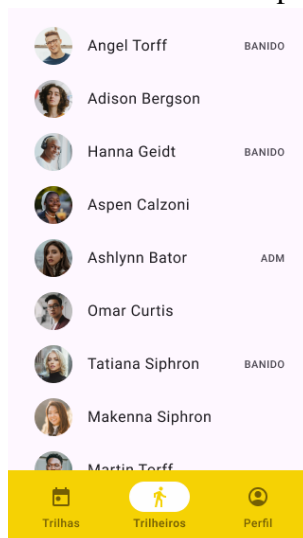 Angel Torff BANIDO
Adison Bergson
Hanna Geidt BANIDO
Aspen Calzoni
Ashlynn Bator ADM
Omar Curtis
Tatiana Siphron BANIDO
Makenna Siphron
Martin Torff
Trilhas Trilheiros Perfil